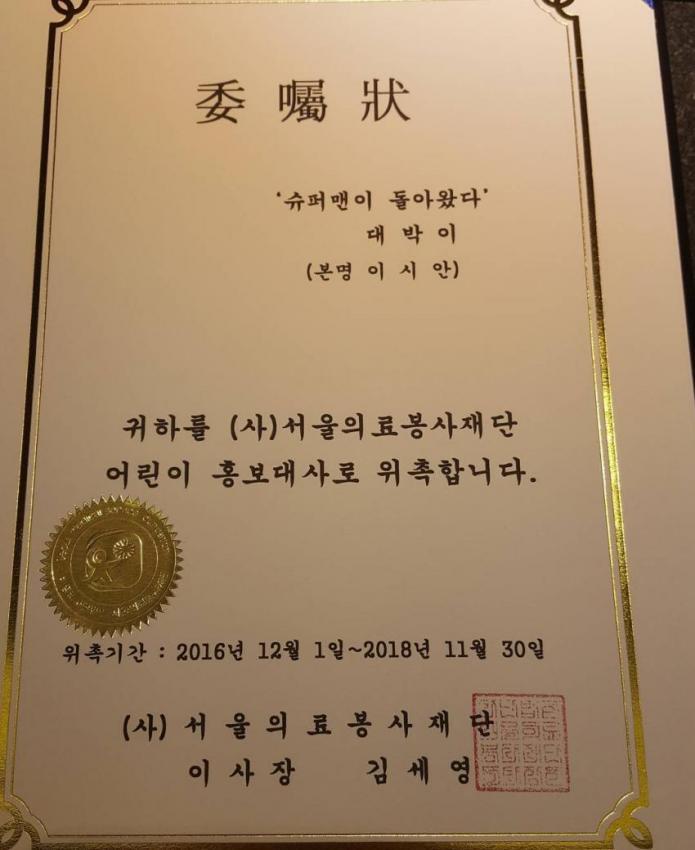 委囑狀
'슈퍼맨이 돌아왔다'
대박이
(본명 이시안)
귀하를 (사)서울의료봉사재단
어린이 홍보대사로 위촉합니다.
위촉기간 : 2016년 12월 1일~2018년 11월 30일
(사)서울의료봉사재단
이사장 김세영